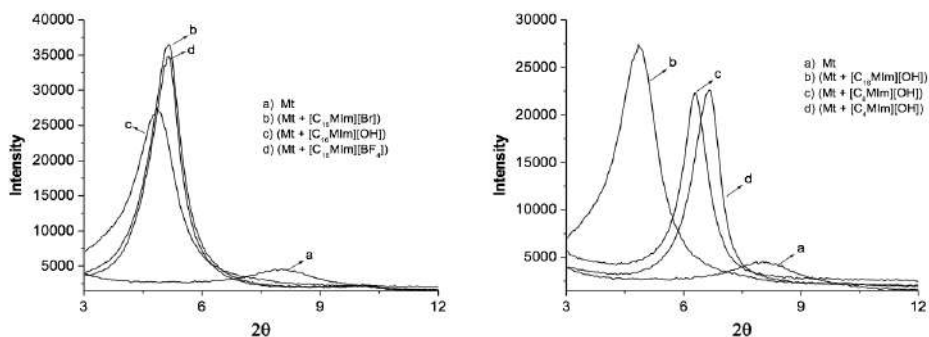 40000
35000
30000
25000
20000
15000
10000
5000
Intensity
3
6
9
12
2θ
b
d
c
a
a) Mt
b) (Mt + [C₁₆MIm][Br])
c) (Mt + [C₁₆MIm][OH])
d) (Mt + [C₁₆MIm][BF₄])
30000
25000
20000
15000
10000
5000
Intensity
3
6
9
12
2θ
b
c
d
a
a) Mt
b) (Mt + [C₁₆MIm][OH])
c) (Mt + [C₈MIm][OH])
d) (Mt + [C₄MIm][OH])